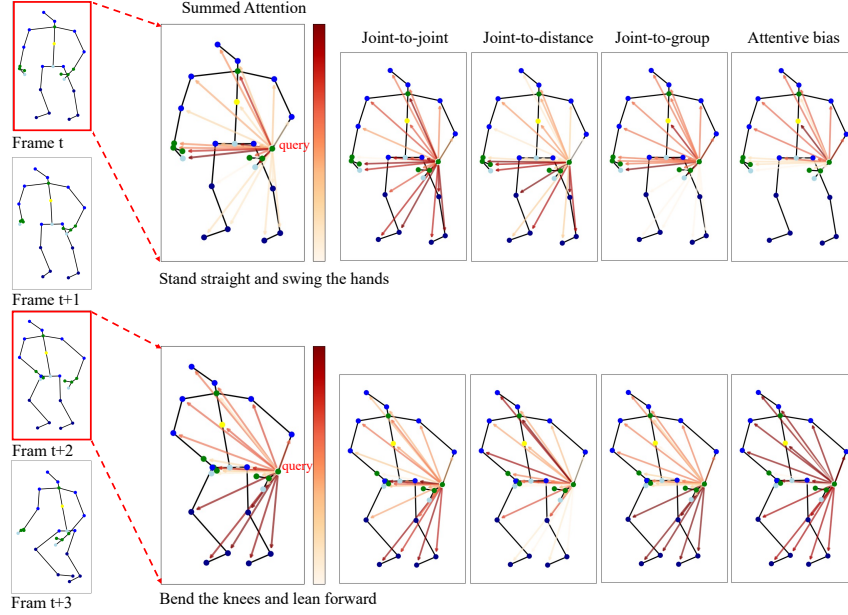 Summed Attention
Joint-to-joint
Joint-to-distance
Joint-to-group
Attentive bias
query
Frame t
Stand straight and swing the hands
Frame t+1
query
Fram t+2
Bend the knees and lean forward
Fram t+3